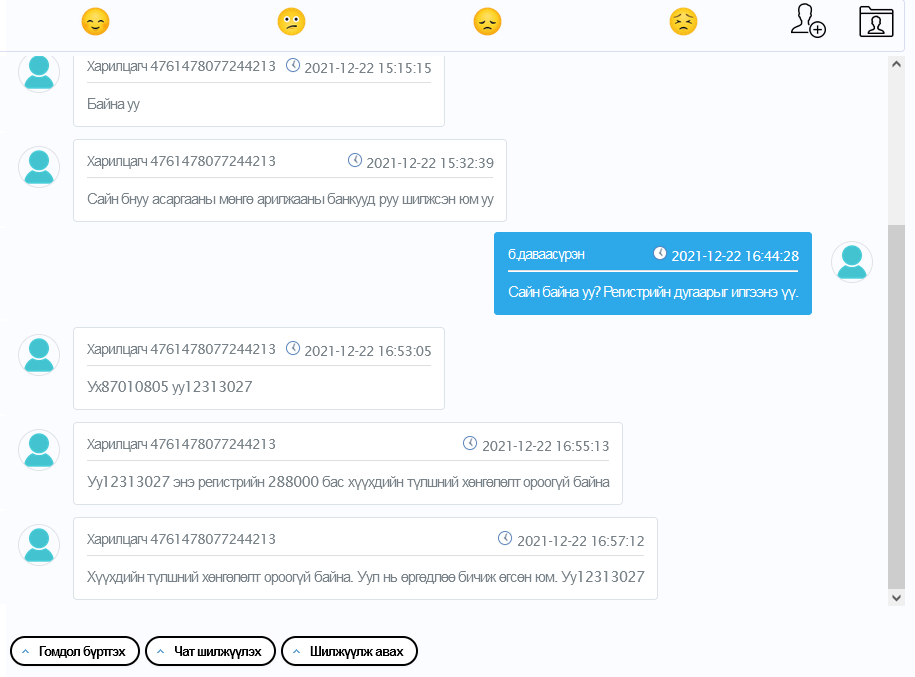 Харилцагч 4761478077244213 2021-12-22 15:15:15
Байна уу
Харилцагч 4761478077244213 2021-12-22 15:32:39
Сайн бнуу асаргааны мөнгө арилжааны банкууд руу шилжсэн юм уу
б.даваасүрэн 2021-12-22 16:44:28
Сайн байна уу? Регистрийн дугаарыг илгээнэ үү.
Харилцагч 4761478077244213 2021-12-22 16:53:05
Ух87010805 уу12313027
Харилцагч 4761478077244213 2021-12-22 16:55:13
Уу12313027 энэ регистрийн 288000 бас хүүхдийн түлшний хөнгөлөлт ороогүй байна
Харилцагч 4761478077244213 2021-12-22 16:57:12
Хүүхдийн түлшний хөнгөлөлт ороогүй байна. Уул нь өргөдлөө бичиж өгсөн юм. Уу12313027
Гомдол бүртгэх Чат шилжүүлэх Шилжүүлж авах